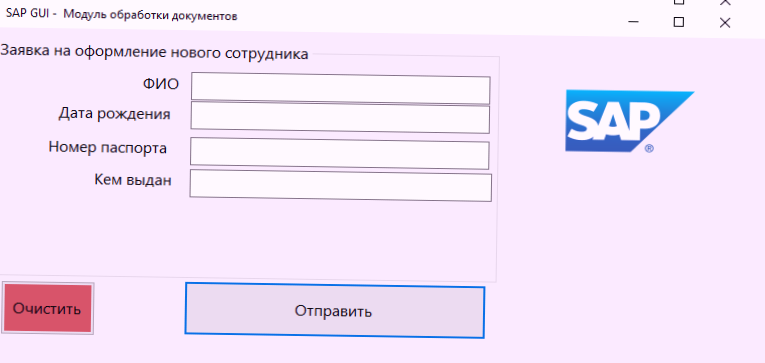 SAP GUI - Модуль обработки документов
Заявка на оформление нового сотрудника
ФИО
Дата рождения
Номер паспорта
Кем выдан
SAP®
Очистить
Отправить